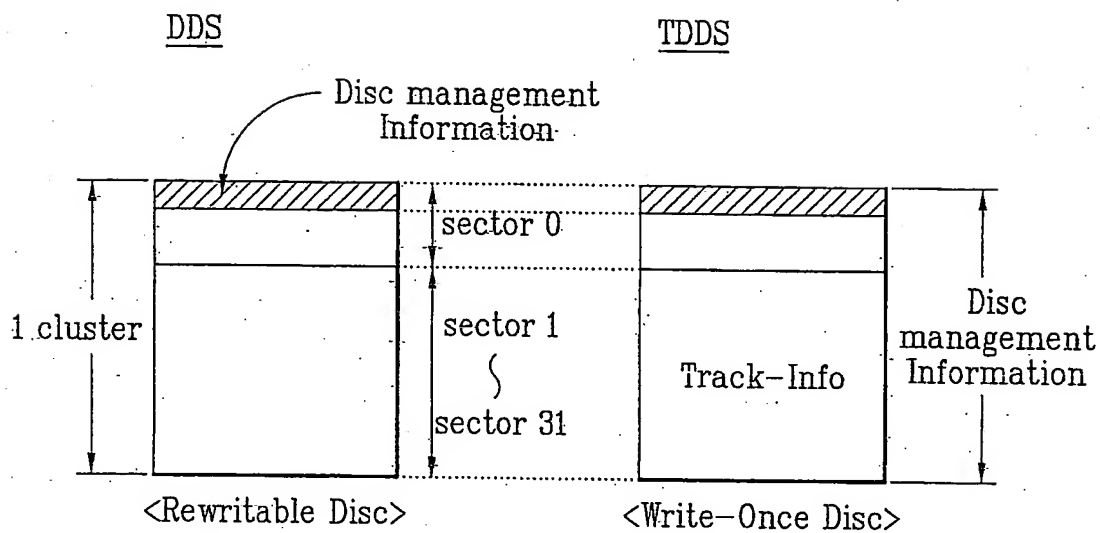 DDS
TDDS
Disc management
Information
sector 0
1 cluster
sector 1
sector 31
Track-Info
Disc
management
Information
<Rewritable Disc>
<Write-Once Disc>